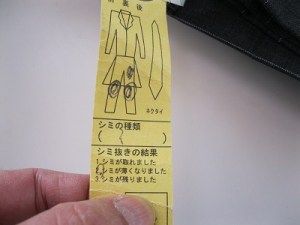 裏 後
ネクタイ
シミの種類
( )
シミ抜きの結果
1.シミが取れました
2.シミが薄くなりました
3.シミが残りました